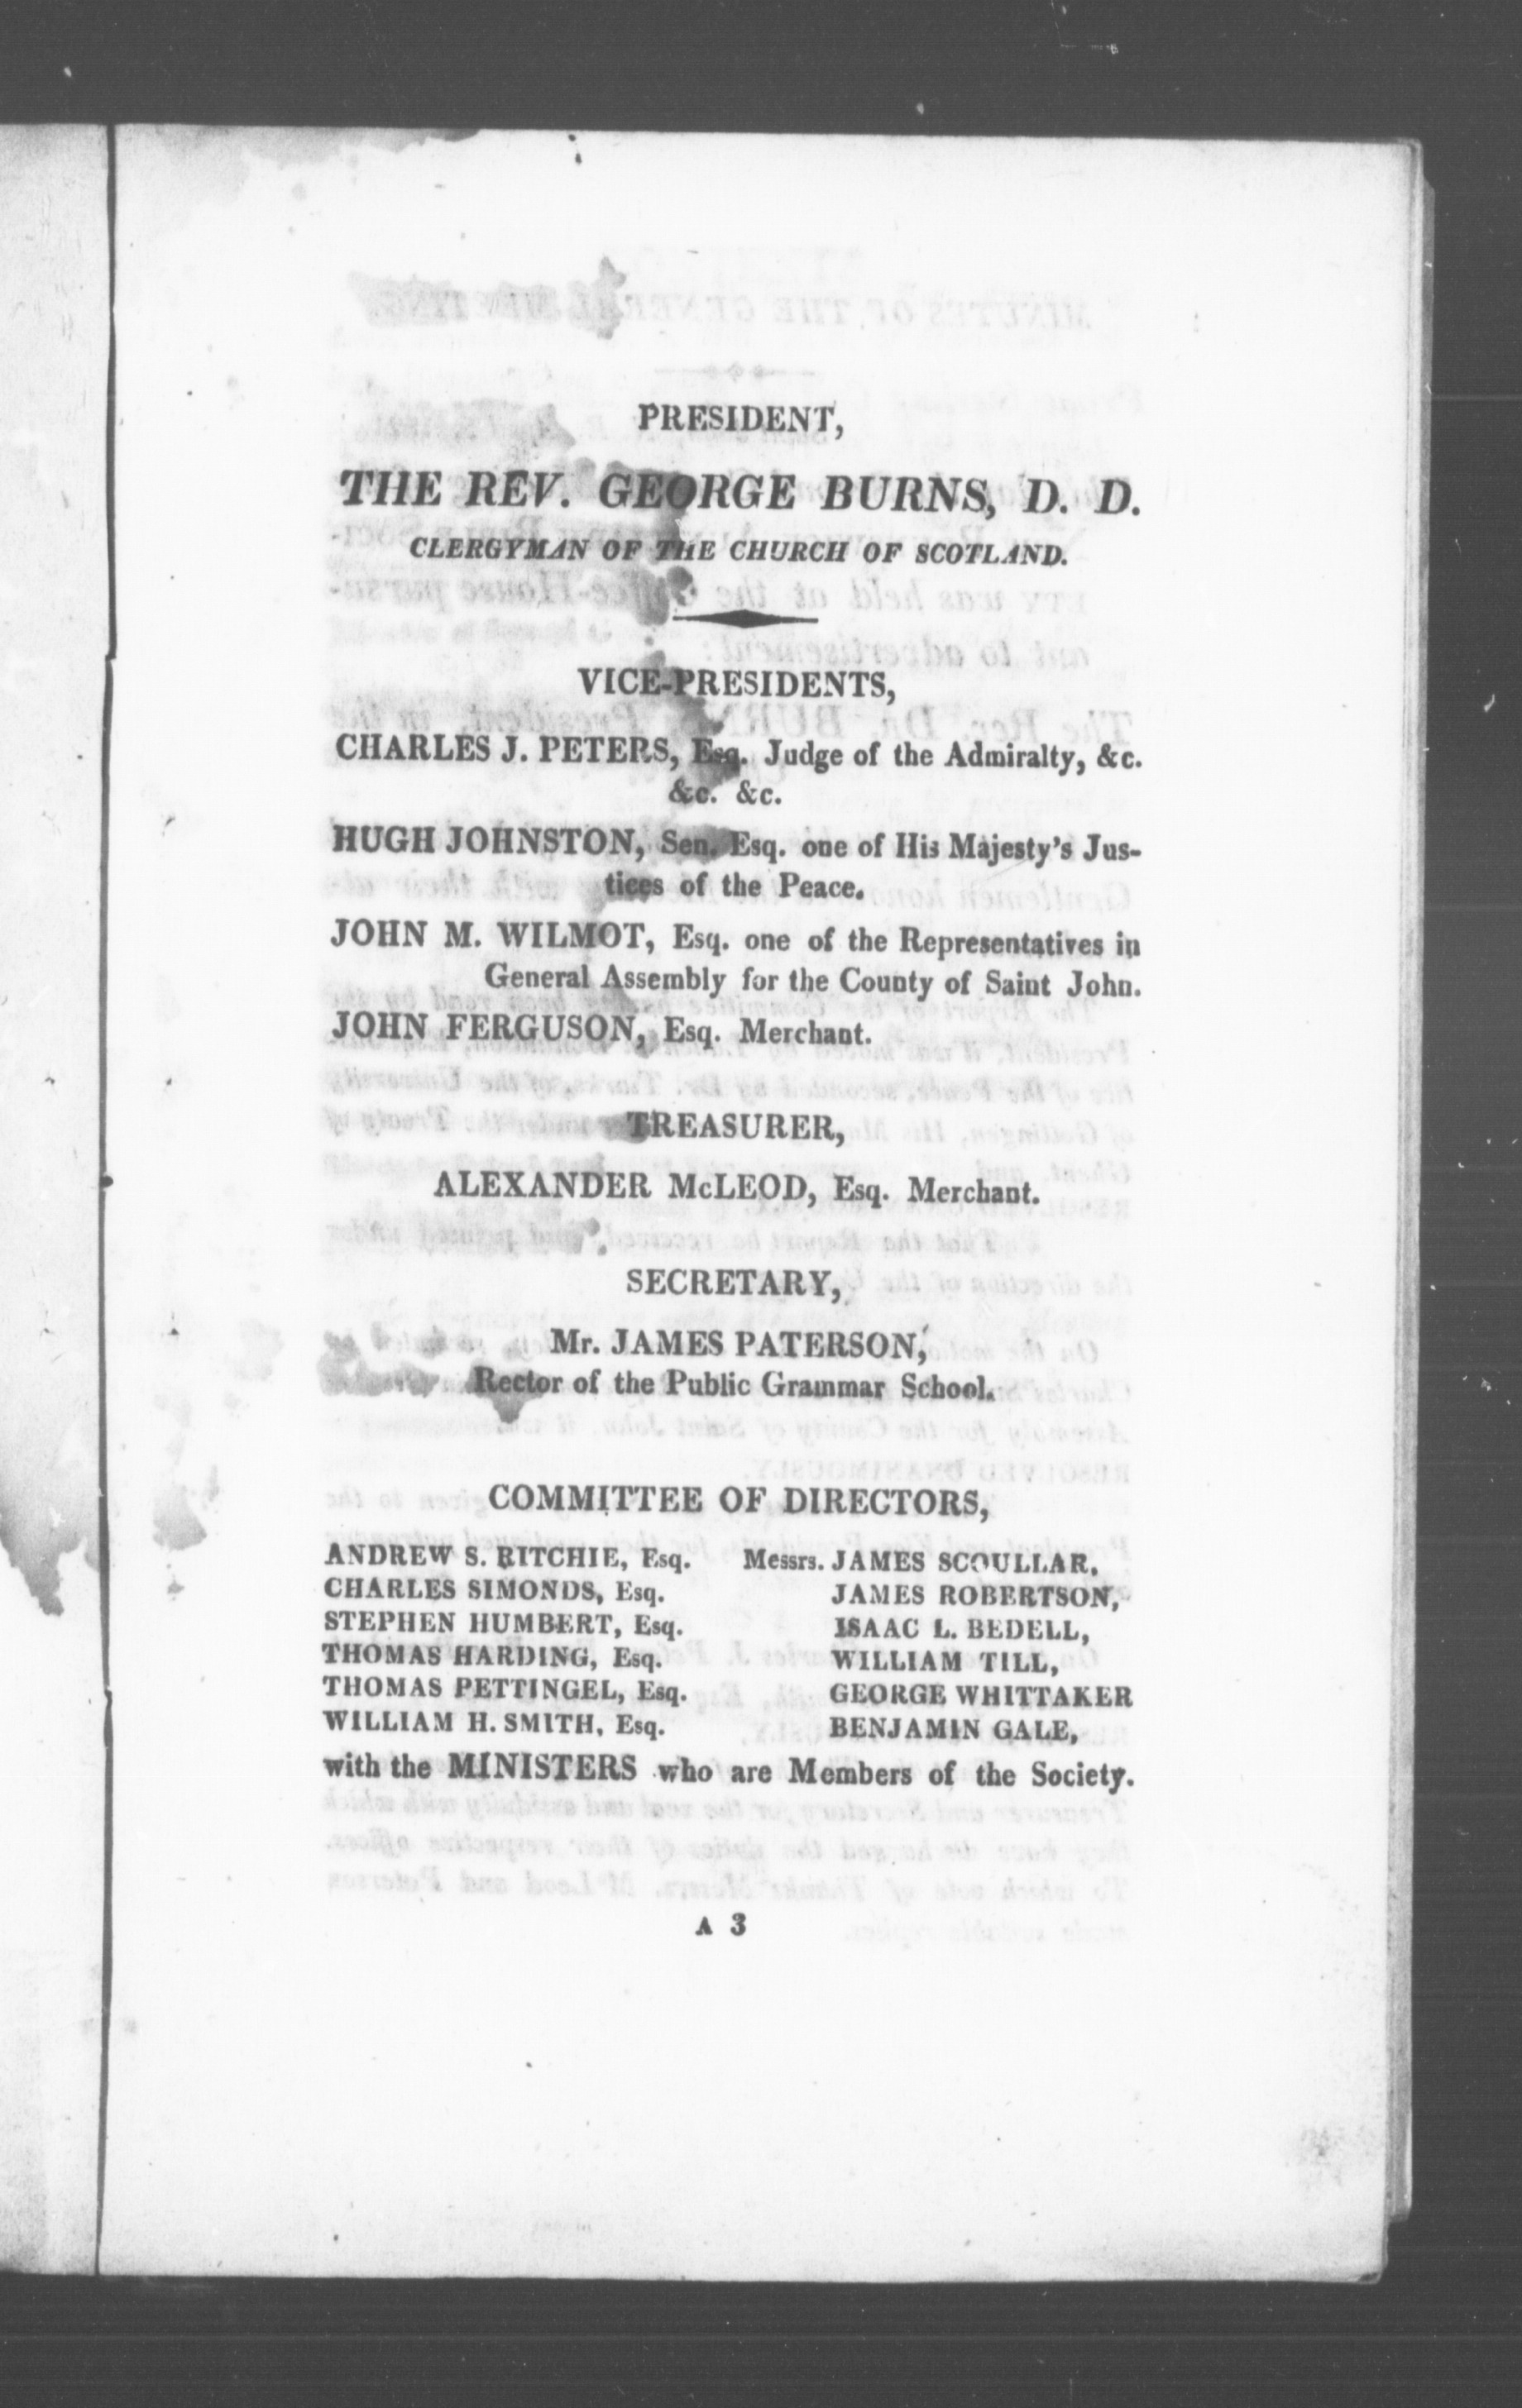 PRESIDENT,
THE REV. GEORGE BURNS, D. D.
CLERGYMAN OF THE CHURCH OF SCOTLAND.
VICE-PRESIDENTS,
CHARLES J. PETERS, Esq. Judge of the Admiralty, &c.
&c. &c.
HUGH JOHNSTON, Sen. Esq. one of His Majesty's Jus-
tices of the Peace.
JOHN M. WILMOT, Esq. one of the Representatives in
General Assembly for the County of Saint John.
JOHN FERGUSON, Esq. Merchant.
TREASURER,
ALEXANDER McLEOD, Esq. Merchant.
SECRETARY,
Mr. JAMES PATERSON,
Rector of the Public Grammar School.
COMMITTEE OF DIRECTORS,
ANDREW S. RITCHIE, Esq. Messrs. JAMES SCOULLAR,
CHARLES SIMONDS, Esq. JAMES ROBERTSON,
STEPHEN HUMBERT, Esq. ISAAC L. BEDELL,
THOMAS HARDING, Esq. WILLIAM TILL,
THOMAS PETTINGEL, Esq. GEORGE WHITTAKER
WILLIAM H. SMITH, Esq. BENJAMIN GALE,
with the MINISTERS who are Members of the Society.
A 3